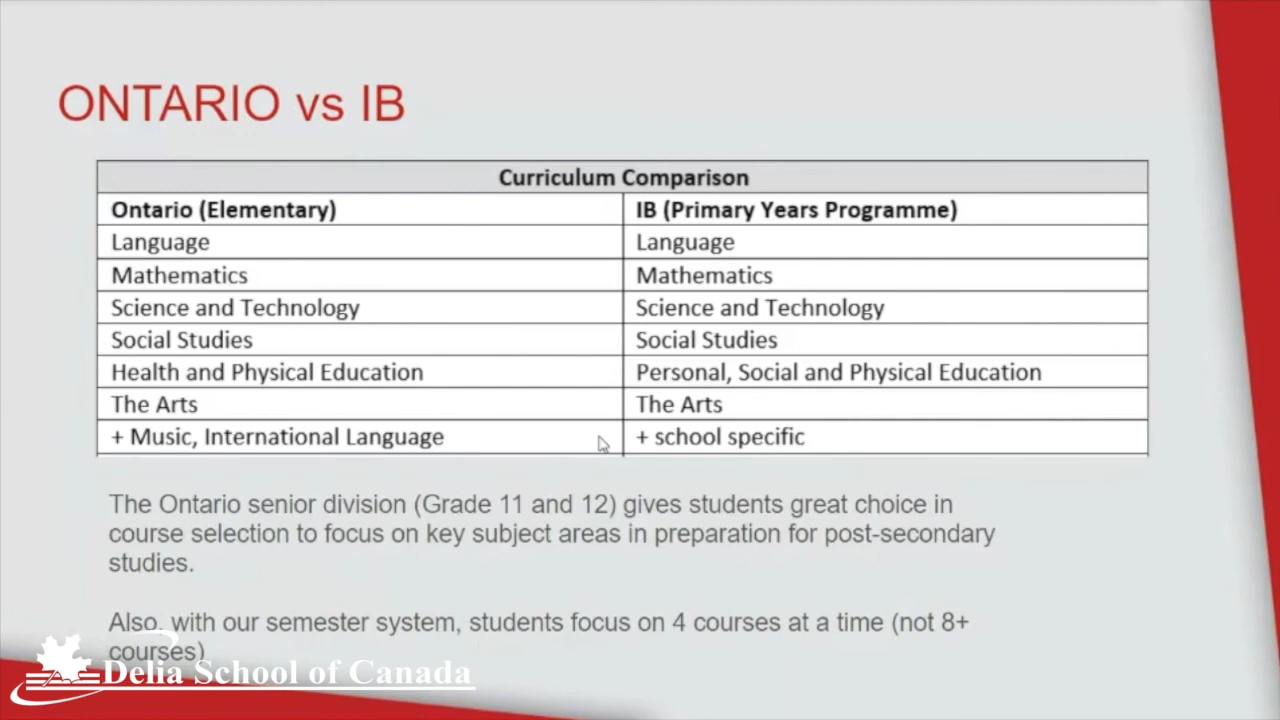 ONTARIO vs IB
Curriculum Comparison
Ontario (Elementary) IB (Primary Years Programme)
Language Language
Mathematics Mathematics
Science and Technology Science and Technology
Social Studies Social Studies
Health and Physical Education Personal, Social and Physical Education
The Arts The Arts
+ Music, International Language + school specific
The Ontario senior division (Grade 11 and 12) gives students great choice in
course selection to focus on key subject areas in preparation for post-secondary
studies.
Also, with our semester system, students focus on 4 courses at a time (not 8+
courses)
Delia School of Canada